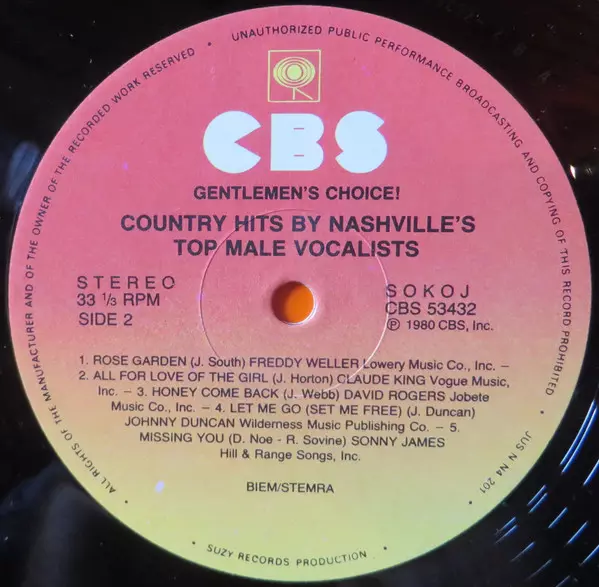 ALL RIGHTS OF THE MANUFACTURER AND OF THE OWNER OF THE RECORDED WORK RESERVED • UNAUTHORIZED PUBLIC PERFORMANCE BROADCASTING AND COPYING OF THIS RECORD PROHIBITED
CBS
GENTLEMEN'S CHOICE!
COUNTRY HITS BY NASHVILLE'S
TOP MALE VOCALISTS
STEREO
33 1/3 RPM
SIDE 2
SOKOJ
CBS 53432
℗ 1980 CBS, Inc.
1. ROSE GARDEN (J. South) FREDDY WELLER Lowery Music Co., Inc. –
2. ALL FOR LOVE OF THE GIRL (J. Horton) CLAUDE KING Vogue Music,
Inc. – 3. HONEY COME BACK (J. Webb) DAVID ROGERS Jobete
Music Co., Inc. – 4. LET ME GO (SET ME FREE) (J. Duncan)
JOHNNY DUNCAN Wilderness Music Publishing Co. – 5.
MISSING YOU (D. Noe - R. Sovine) SONNY JAMES
Hill & Range Songs, Inc.
BIEM/STEMRA
• SUZY RECORDS PRODUCTION •
JUS N N4 201